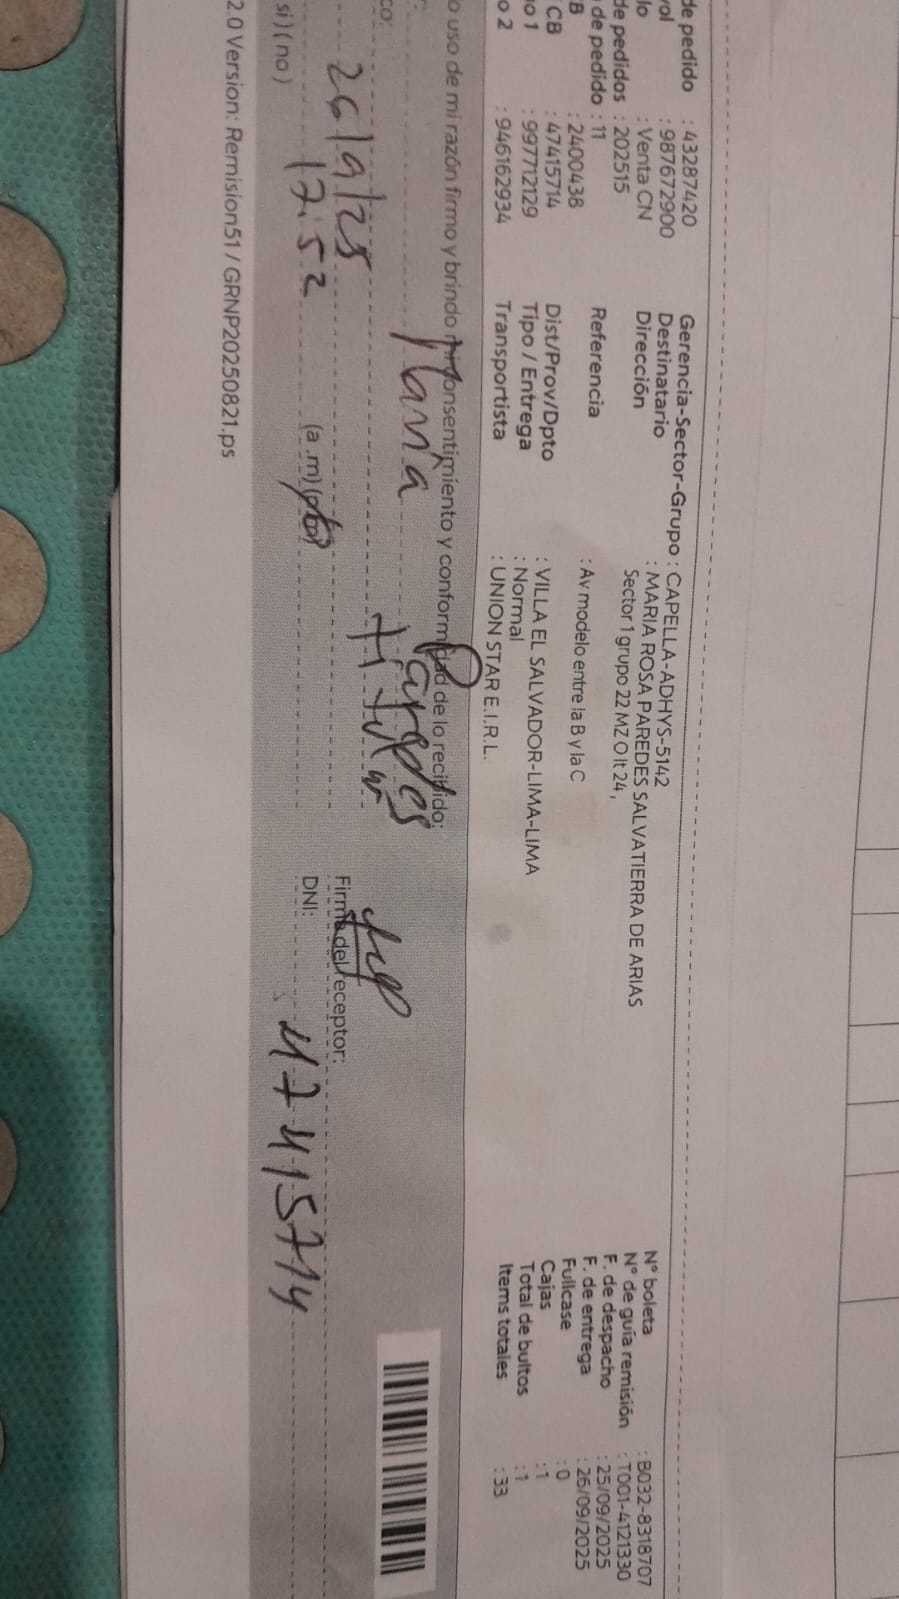 de pedido : 43287420
vol : 987672900
lo : Venta CN
de pedidos : 202515
de pedido : 11
B : 2400438
CB : 47415714
no 1 : 997712129
o 2 : 946162934
Gerencia-Sector-Grupo : CAPELLA-ADHYS-5142
Destinatario : MARIA ROSA PAREDES SALVATIERRA DE ARIAS
Dirección Sector 1 grupo 22 MZ O lt 24,
Referencia : Av modelo entre la B y la C
Dist/Prov/Dpto : VILLA EL SALVADOR-LIMA-LIMA
Tipo / Entrega : Normal
Transportista : UNION STAR E.I.R.L.
N° boleta : B032-8318707
N° de guía remisión : T001-4121330
F. de despacho : 25/09/2025
F. de entrega : 26/09/2025
Fullcase : 0
Cajas : 1
Total de bultos : 1
Items totales : 33
o uso de mi razón firmo y brindo mi consentimiento y conformidad de lo recibido:
Maria Paredes
co:
26/9/25
17:52 (a .m) (p.m)
Firma del receptor:
DNI: 47415714
si ) ( no )
2.0 Version: Remision51 / GRNP20250821.ps